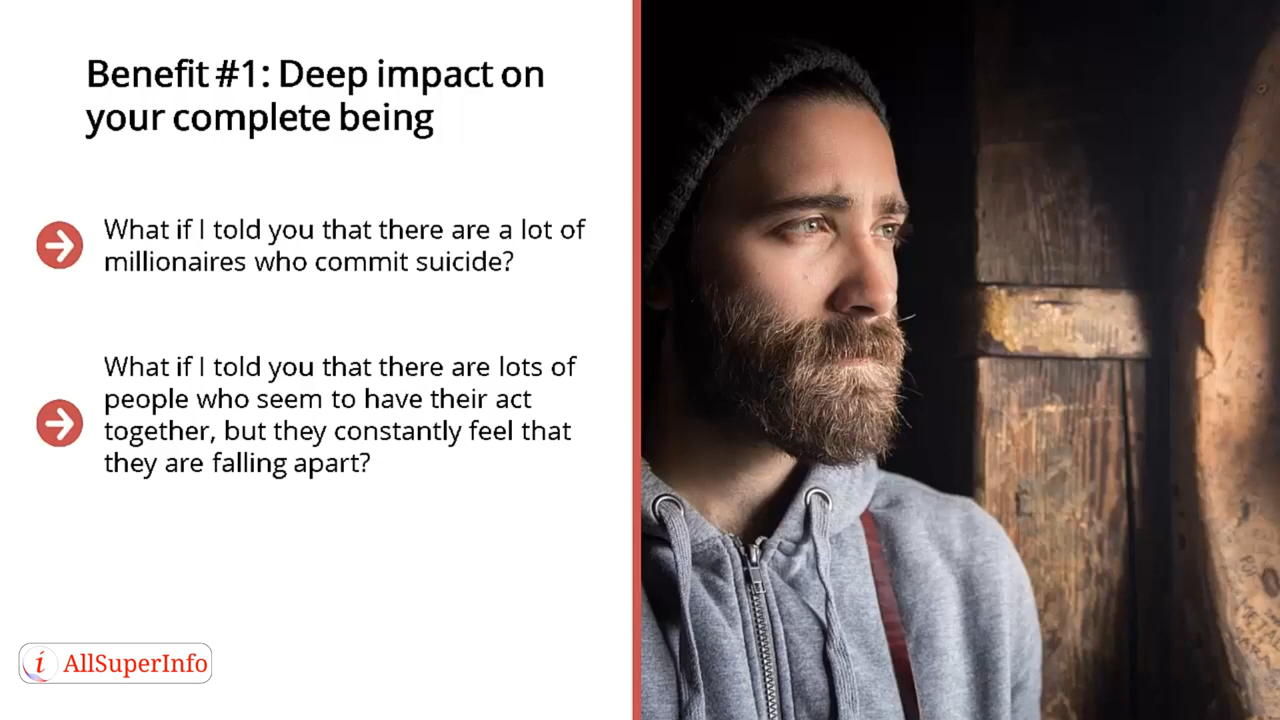 Benefit #1: Deep impact on
your complete being
What if I told you that there are a lot of
millionaires who commit suicide?
What if I told you that there are lots of
people who seem to have their act
together, but they constantly feel that
they are falling apart?
i AllSuperInfo